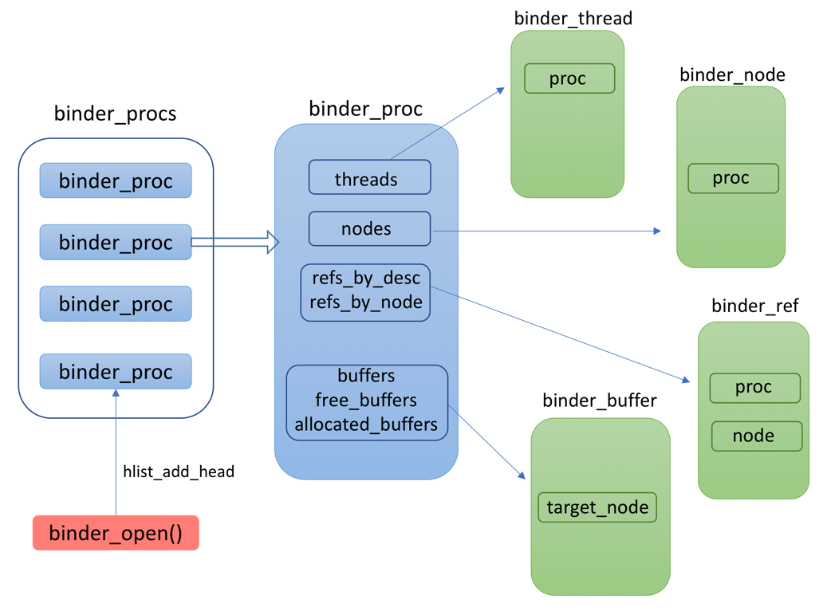 binder_procs
binder_proc
binder_proc
binder_proc
binder_proc
hlist_add_head
binder_open()
binder_proc
threads
nodes
refs_by_desc
refs_by_node
buffers
free_buffers
allocated_buffers
binder_thread
proc
binder_node
proc
binder_ref
proc
node
binder_buffer
target_node